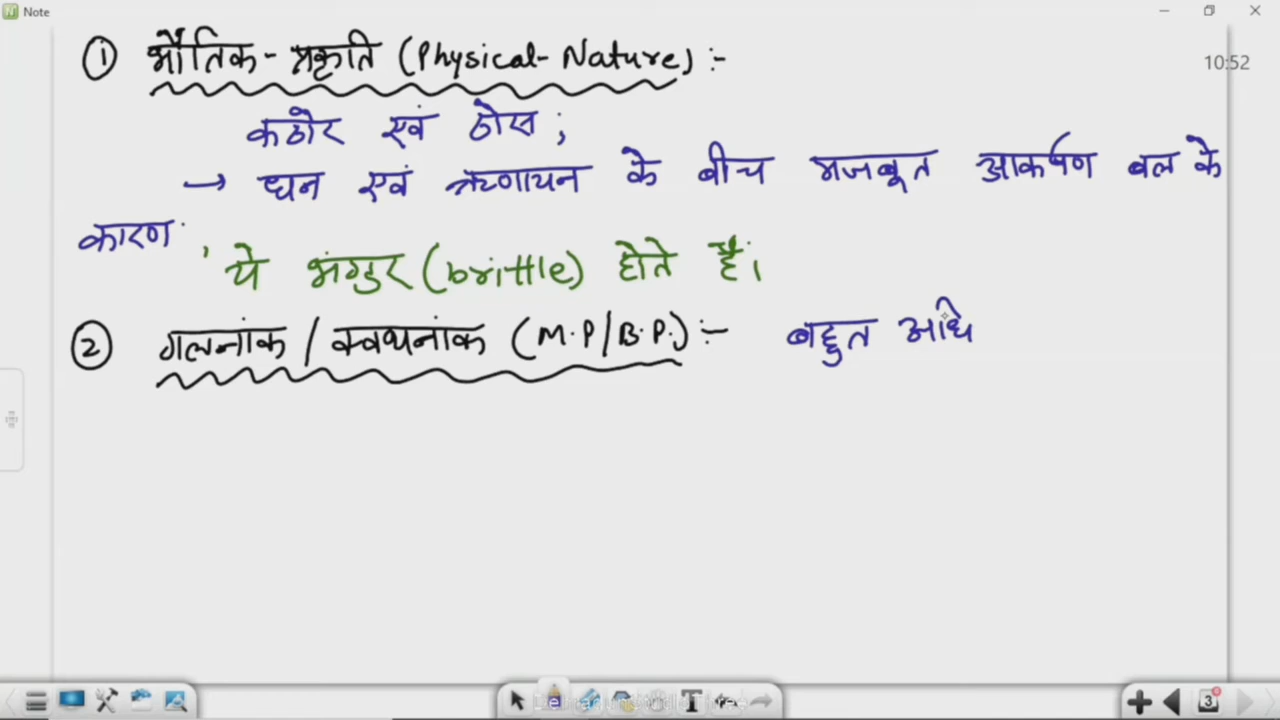 Note
10:52
① भौतिक-प्रकृति (Physical-Nature) :-
कठोर एवं ठोस ;
→ धन एवं ऋणायन के बीच मजबूत आकर्षण बल के
कारण
, ये भंगुर (brittle) होते हैं।
② गलनांक / क्वथनांक (M.P/B.P.) :- बहुत अधि
3